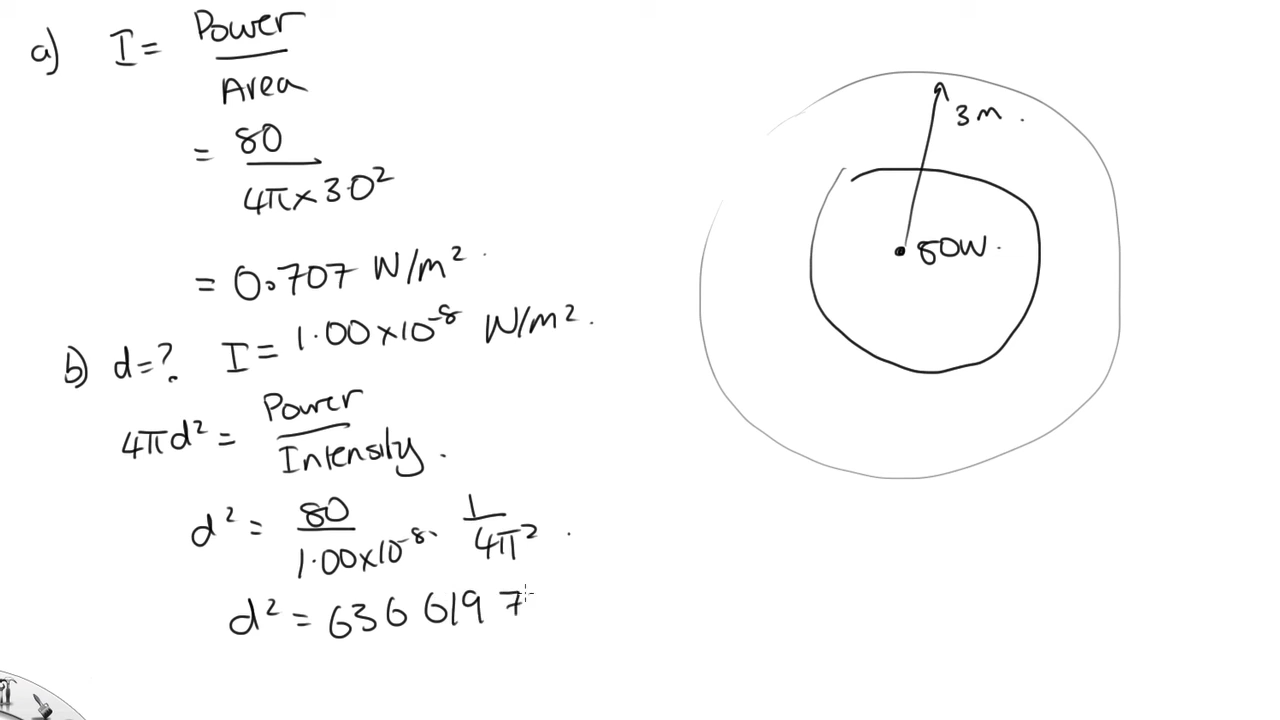 a) I = Power / Area
= 80 / 4π×3.0²
= 0.707 W/m².
b) d=? I = 1.00×10⁻⁸ W/m².
4πd² = Power / Intensity.
d² = 80 / 1.00×10⁻⁸ . 1 / 4π² .
d² = 636 619 7
3m.
80W.